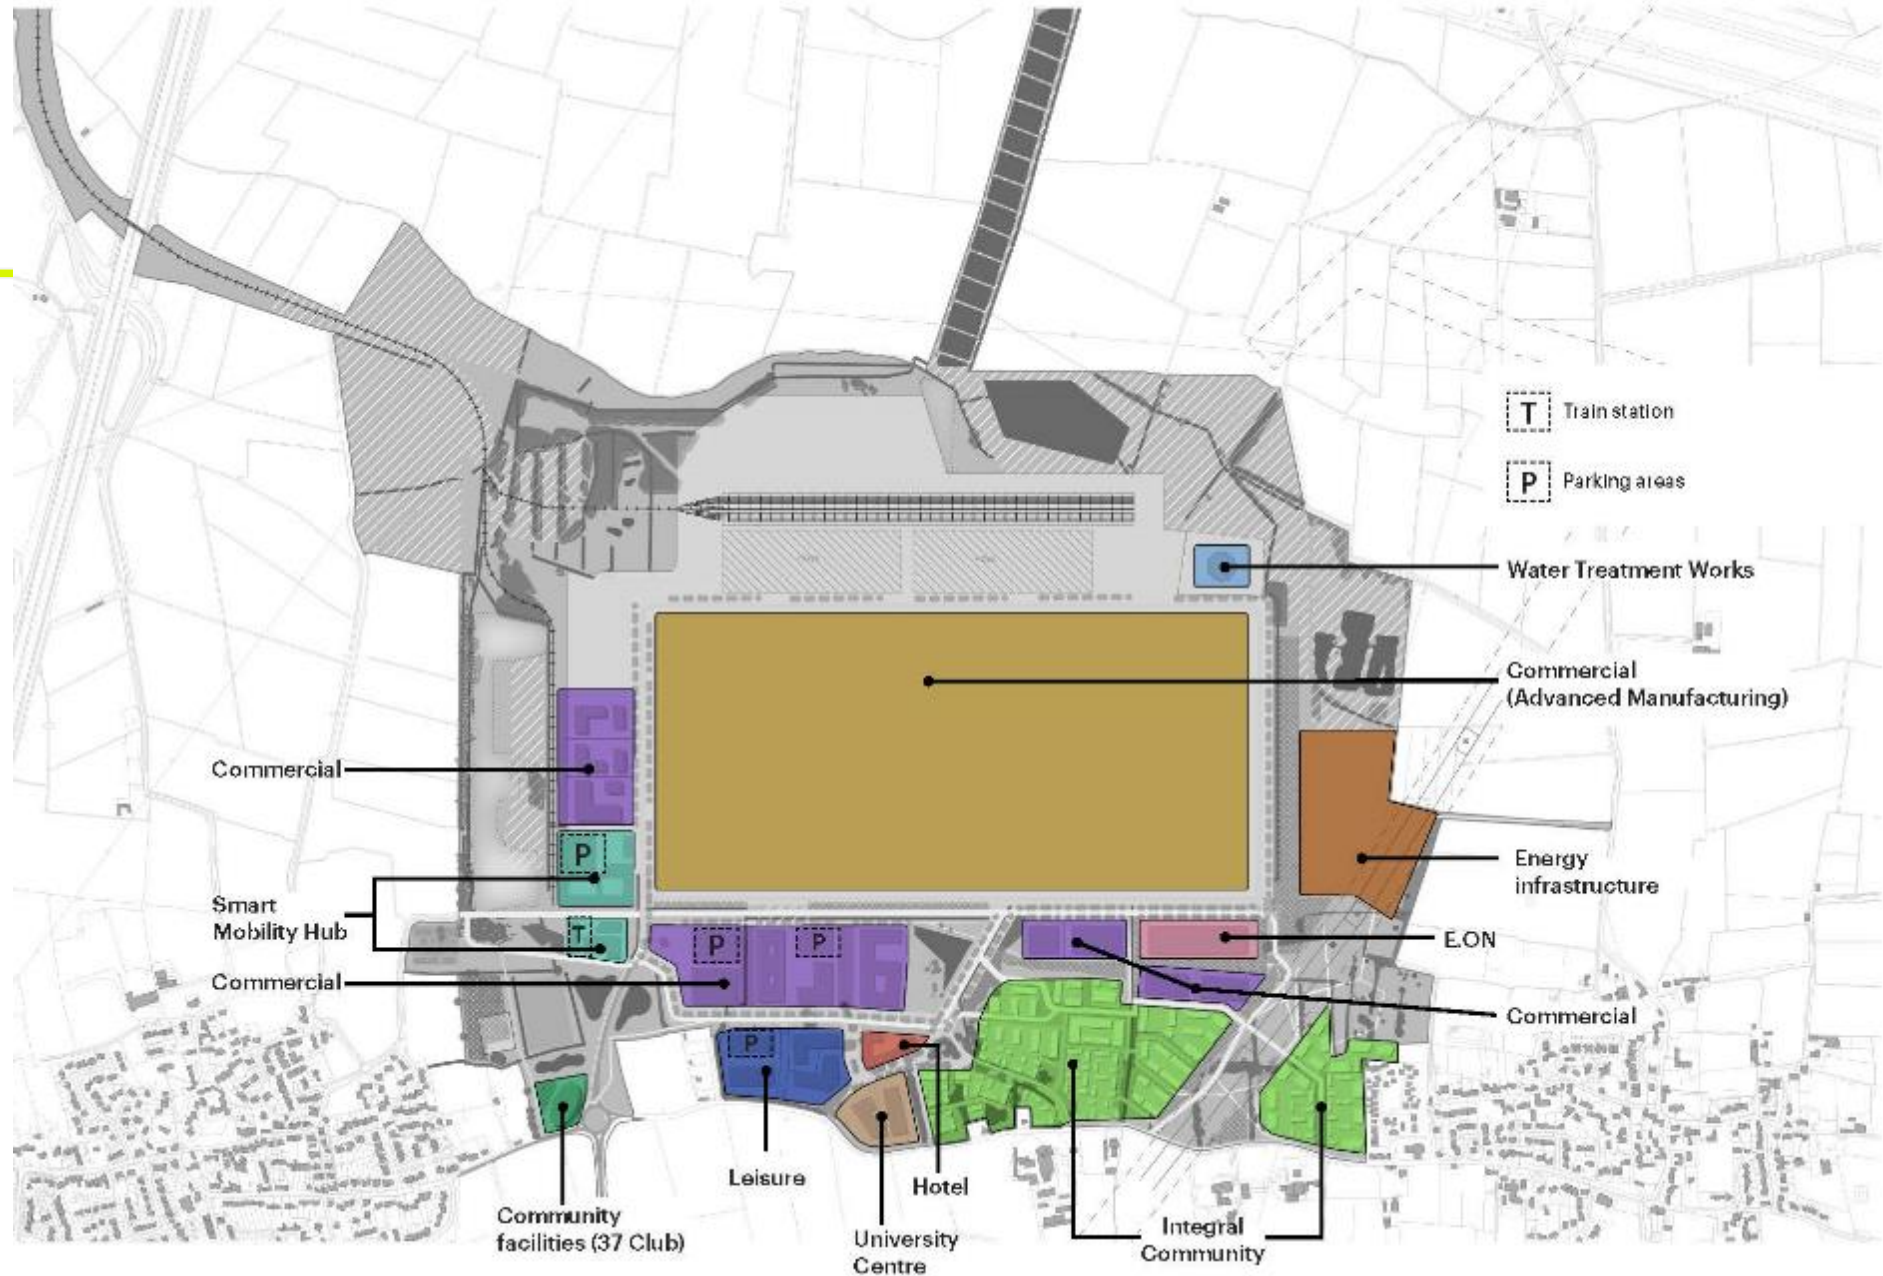 T Train station
P Parking areas
Water Treatment Works
Commercial
(Advanced Manufacturing)
Commercial
P
Energy
infrastructure
Smart
Mobility Hub
T
P
P
E.ON
Commercial
Commercial
P
Leisure
Hotel
Community
facilities (37 Club)
University
Centre
Integral
Community